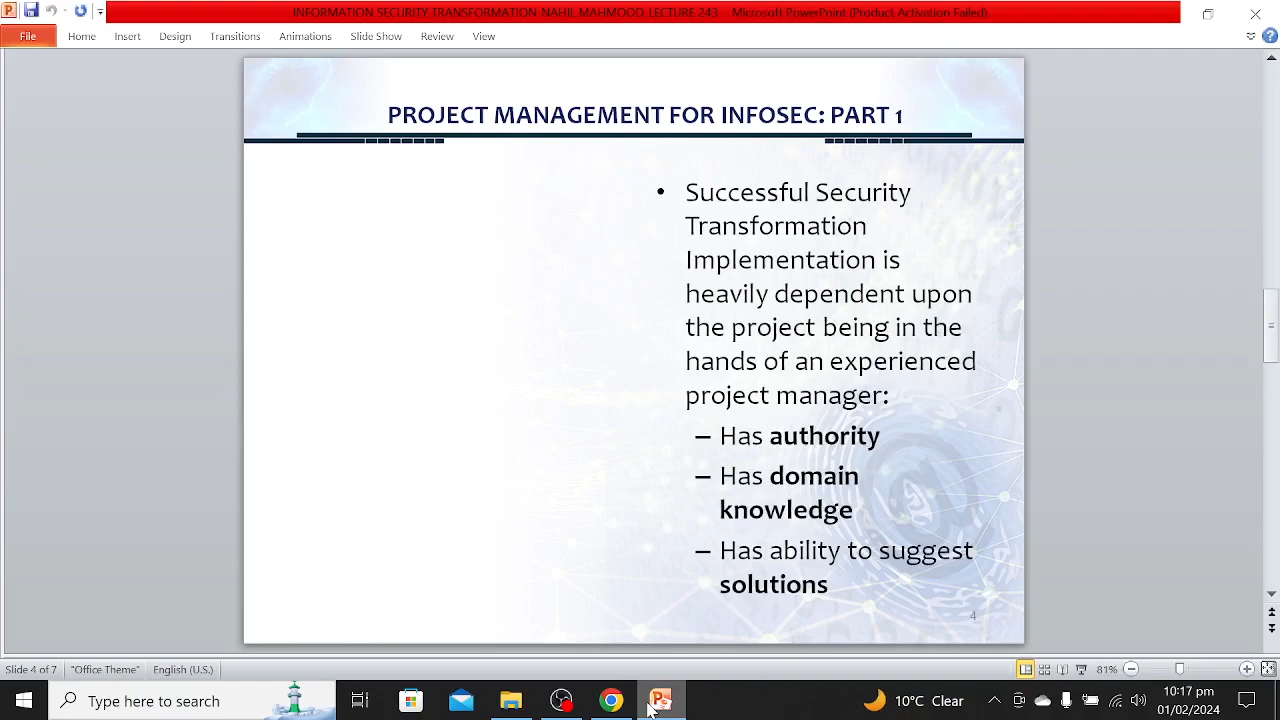 INFORMATION SECURITY TRANSFORMATION-NAHIL MAHMOOD-LECTURE 243 - Microsoft PowerPoint (Product Activation Failed)
File Home Insert Design Transitions Animations Slide Show Review View
PROJECT MANAGEMENT FOR INFOSEC: PART 1
• Successful Security
Transformation
Implementation is
heavily dependent upon
the project being in the
hands of an experienced
project manager:
– Has authority
– Has domain
knowledge
– Has ability to suggest
solutions
4
Slide 4 of 7 "Office Theme" English (U.S.) 81%
Type here to search
10°C Clear
10:17 pm
01/02/2024